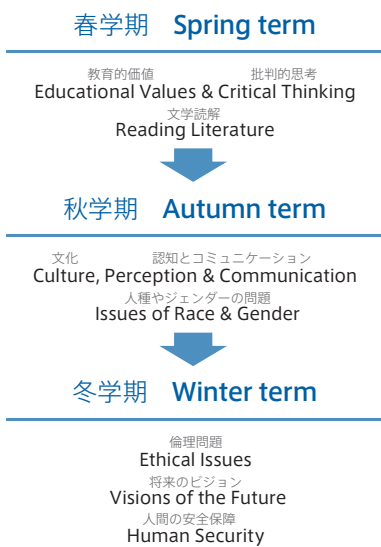 春学期 Spring term
教育的価値 批判的思考
Educational Values & Critical Thinking
文学読解
Reading Literature
秋学期 Autumn term
文化 認知とコミュニケーション
Culture, Perception & Communication
人種やジェンダーの問題
Issues of Race & Gender
冬学期 Winter term
倫理問題
Ethical Issues
将来のビジョン
Visions of the Future
人間の安全保障
Human Security